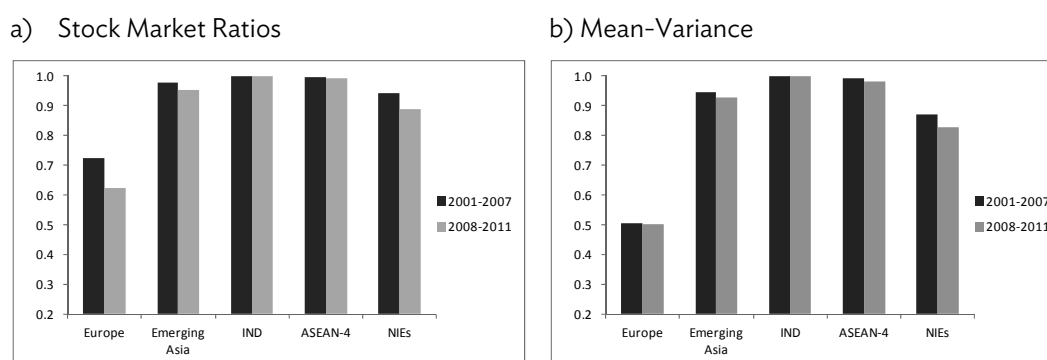 a) Stock Market Ratios
1.0
0.9
0.8
0.7
0.6
0.5
0.4
0.3
0.2
Europe
Emerging
Asia
IND
ASEAN-4
NIEs
2001-2007
2008-2011
b) Mean-Variance
1.0
0.9
0.8
0.7
0.6
0.5
0.4
0.3
0.2
Europe
Emerging
Asia
IND
ASEAN-4
NIEs
2001-2007
2008-2011